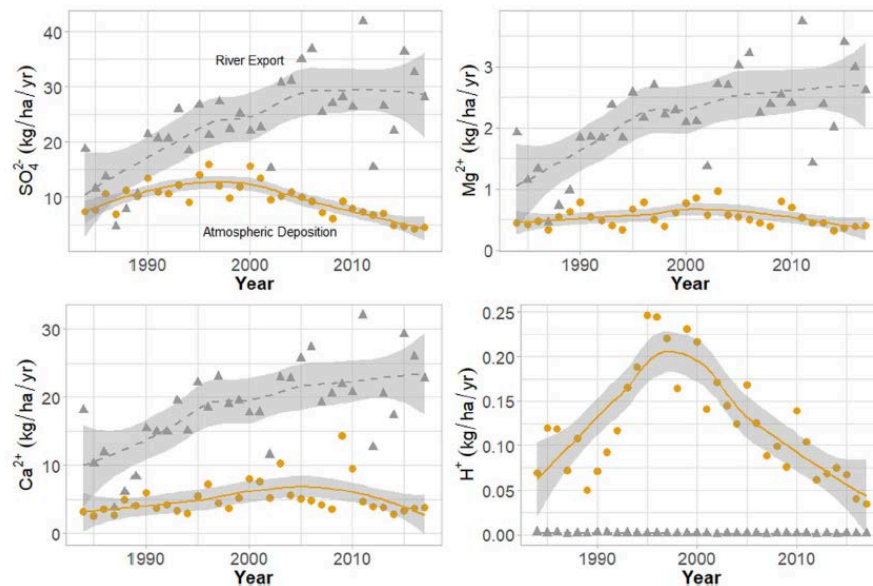 40
30
20
10
SO₄²⁻ (kg/ha/yr)
River Export
Atmospheric Deposition
1990 2000 2010
Year
3
2
1
0
Mg²⁺ (kg/ha/yr)
1990 2000 2010
Year
30
20
10
0
Ca²⁺ (kg/ha/yr)
1990 2000 2010
Year
0.25
0.20
0.15
0.10
0.05
0.00
H⁺ (kg/ha/yr)
1990 2000 2010
Year